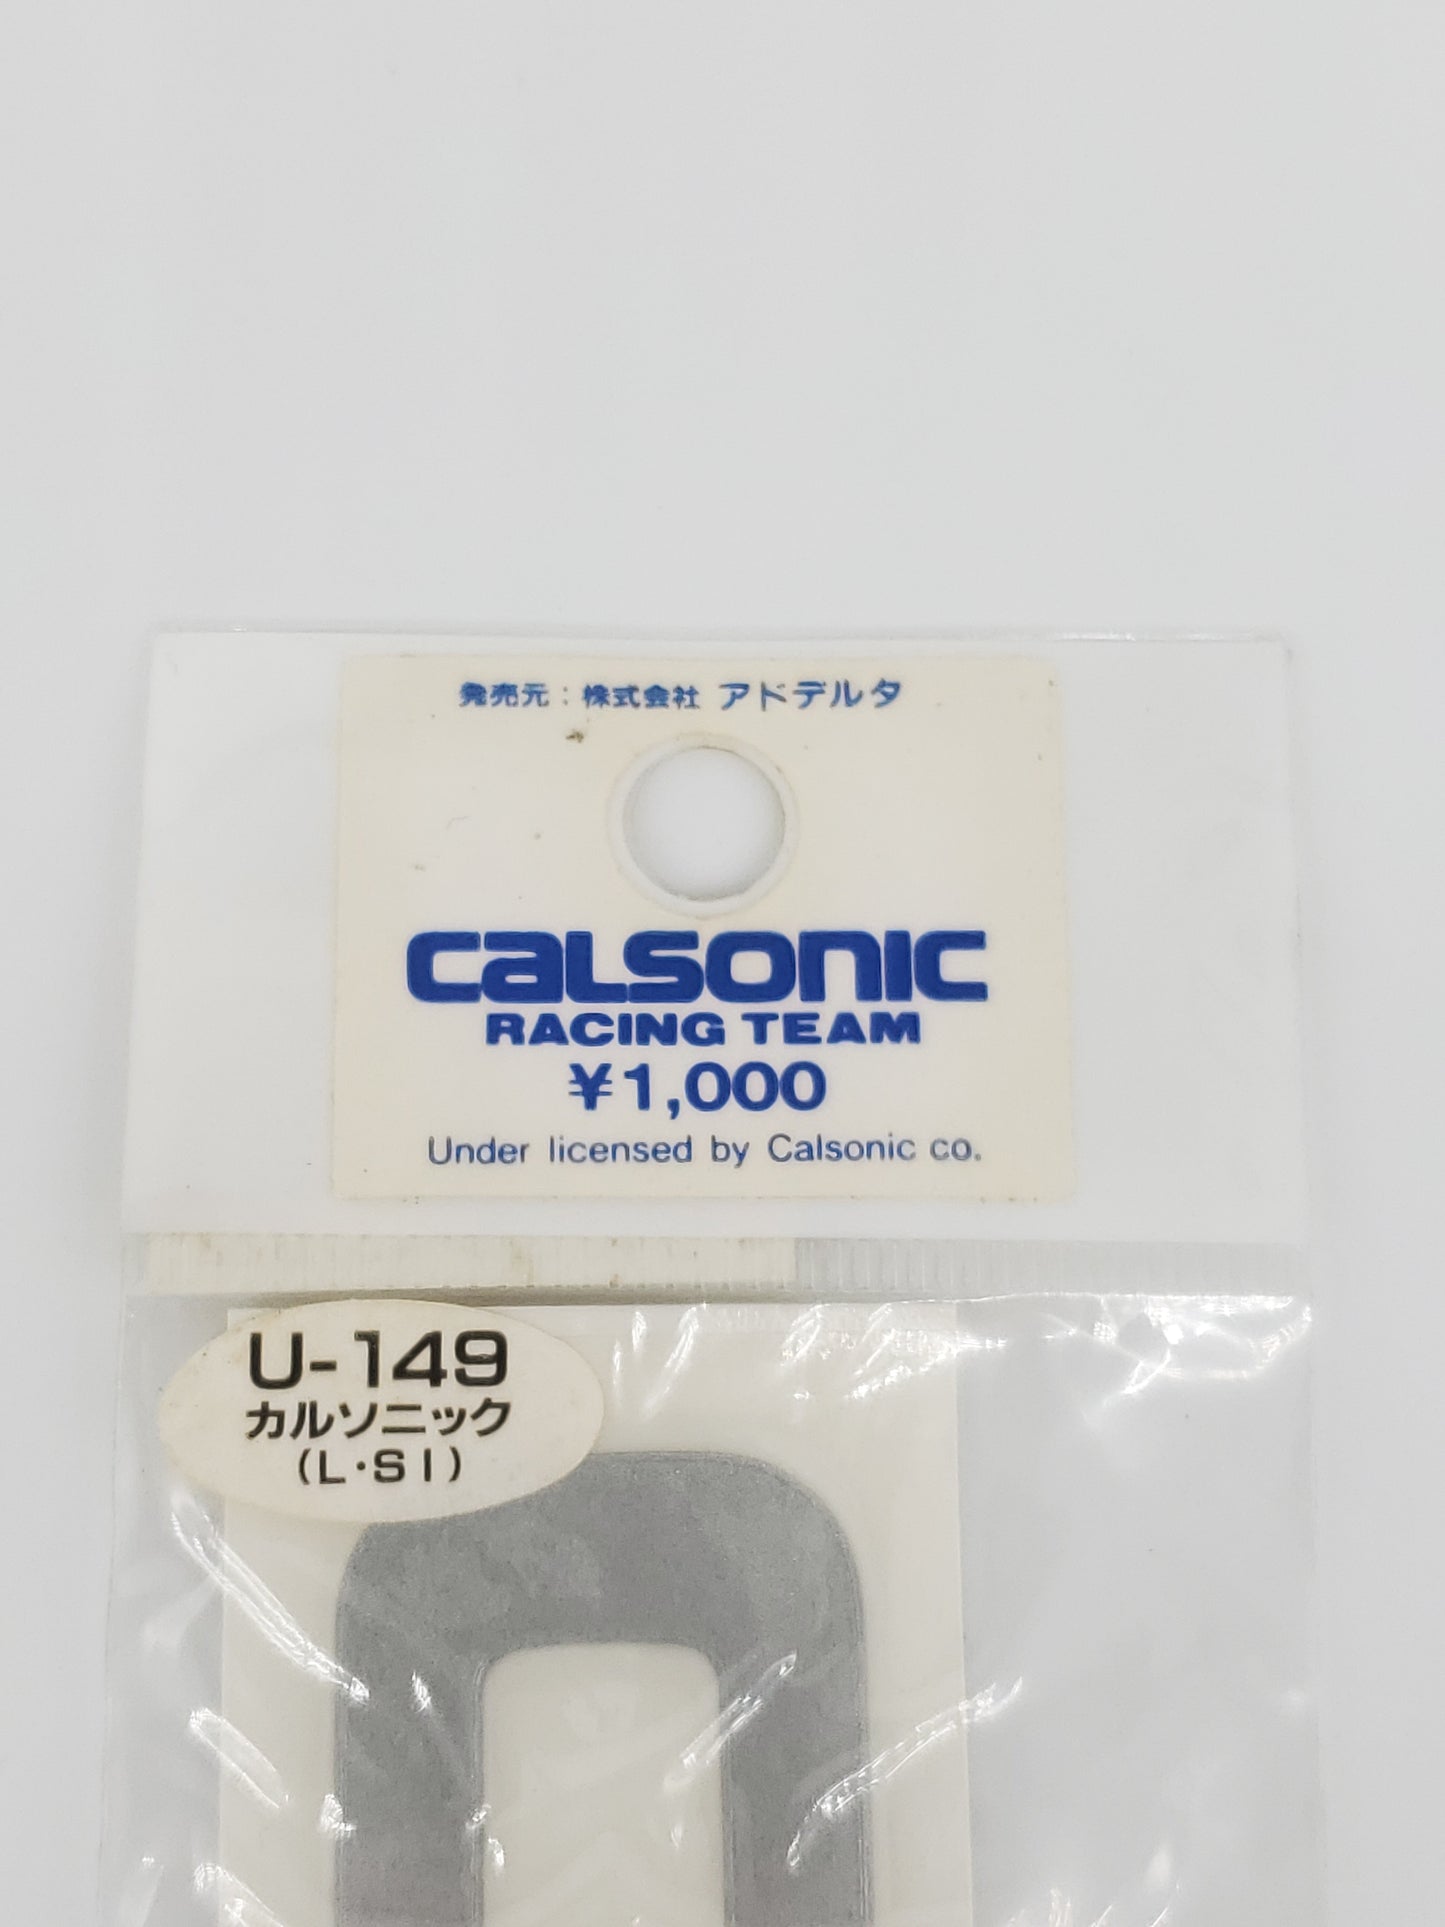 発売元：株式会社 アドデルタ
CALSONIC
RACING TEAM
¥1,000
Under licensed by Calsonic co.
U-149
カルソニック
(L・SI)